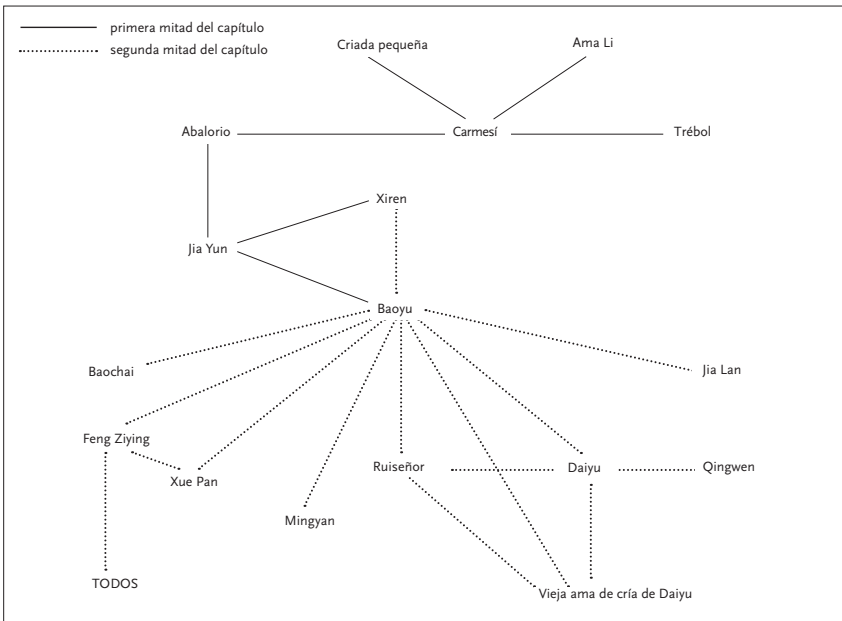 primera mitad del capítulo
segunda mitad del capítulo
Criada pequeña
Ama Li
Abalorio
Carmesí
Trébol
Xiren
Jia Yun
Baoyu
Baochai
Jia Lan
Feng Ziying
Xue Pan
Ruiseñor
Daiyu
Qingwen
Mingyan
TODOS
Vieja ama de cría de Daiyu